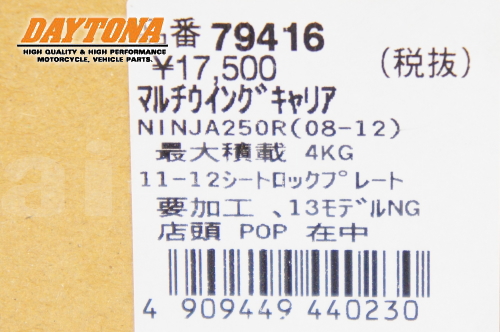 DAYTONA
HIGH QUALITY & HIGH PERFORMANCE
MOTORCYCLE, VEHICLE PARTS.
番 79416
¥17,500 (税抜)
マルチウイングキャリア
NINJA250R(08-12)
最大積載 4KG
11-12シートロックプレート
要加工 、13モデルNG
店頭 POP 在中
4 909449 440230